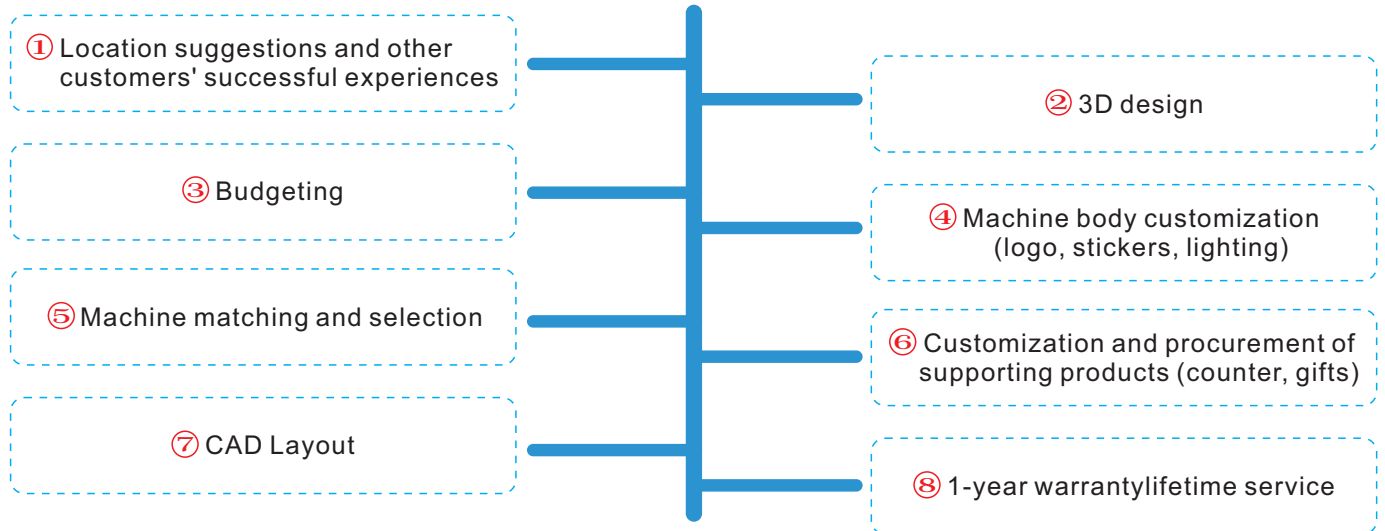 ① Location suggestions and other
customers' successful experiences
② 3D design
③ Budgeting
④ Machine body customization
(logo, stickers, lighting)
⑤ Machine matching and selection
⑥ Customization and procurement of
supporting products (counter, gifts)
⑦ CAD Layout
⑧ 1-year warrantylifetime service